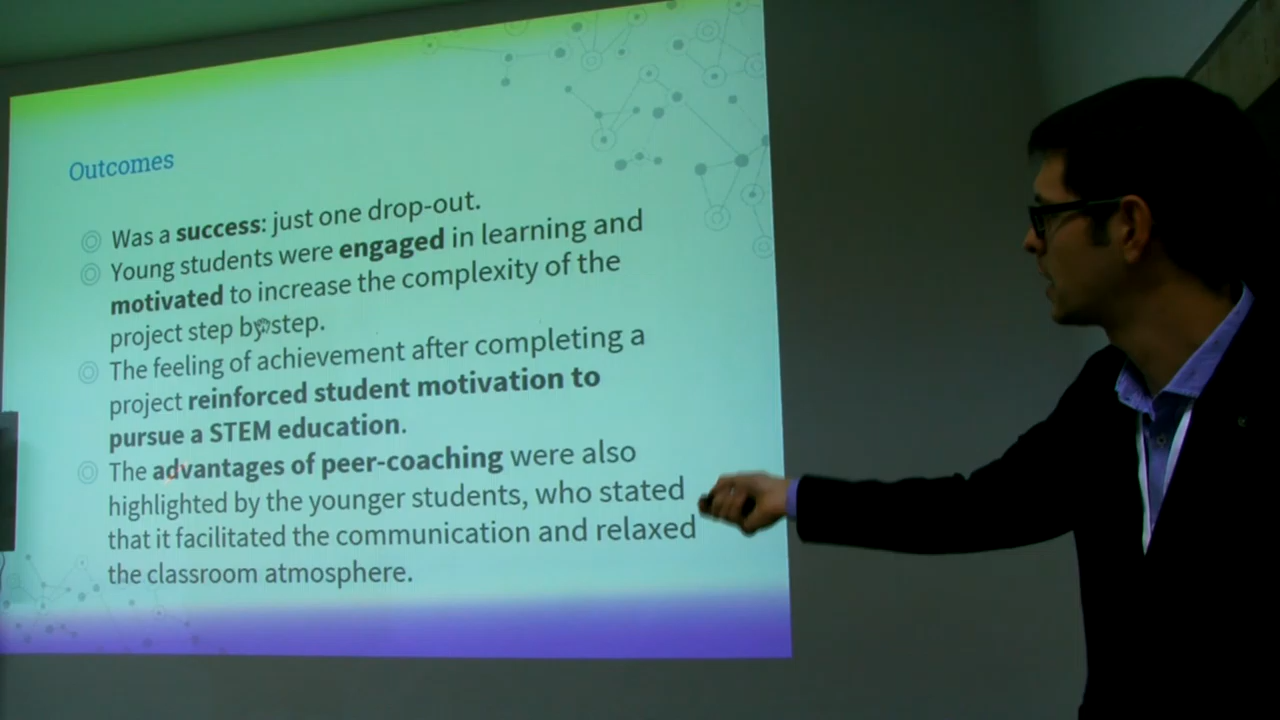 Outcomes
Was a success: just one drop-out.
Young students were engaged in learning and
motivated to increase the complexity of the
project step by step.
The feeling of achievement after completing a
project reinforced student motivation to
pursue a STEM education.
The advantages of peer-coaching were also
highlighted by the younger students, who stated
that it facilitated the communication and relaxed
the classroom atmosphere.